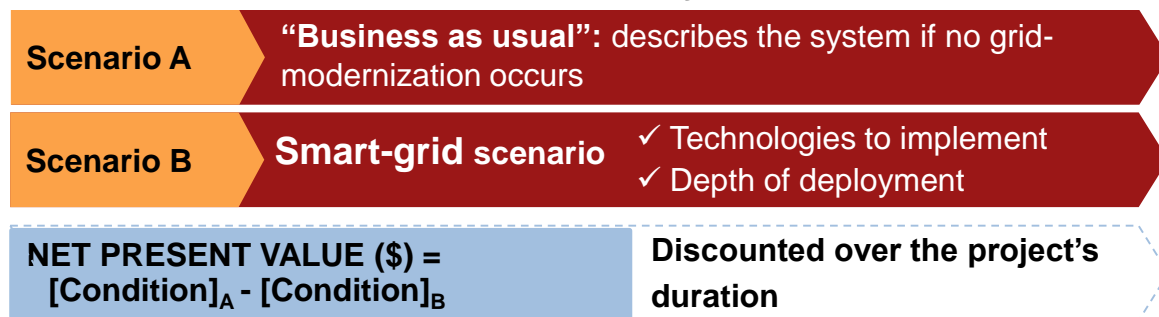 Scenario A
“Business as usual”: describes the system if no grid-
modernization occurs
Scenario B
Smart-grid scenario
✓ Technologies to implement
✓ Depth of deployment
NET PRESENT VALUE ($) =
[Condition]A - [Condition]B
Discounted over the project’s
duration